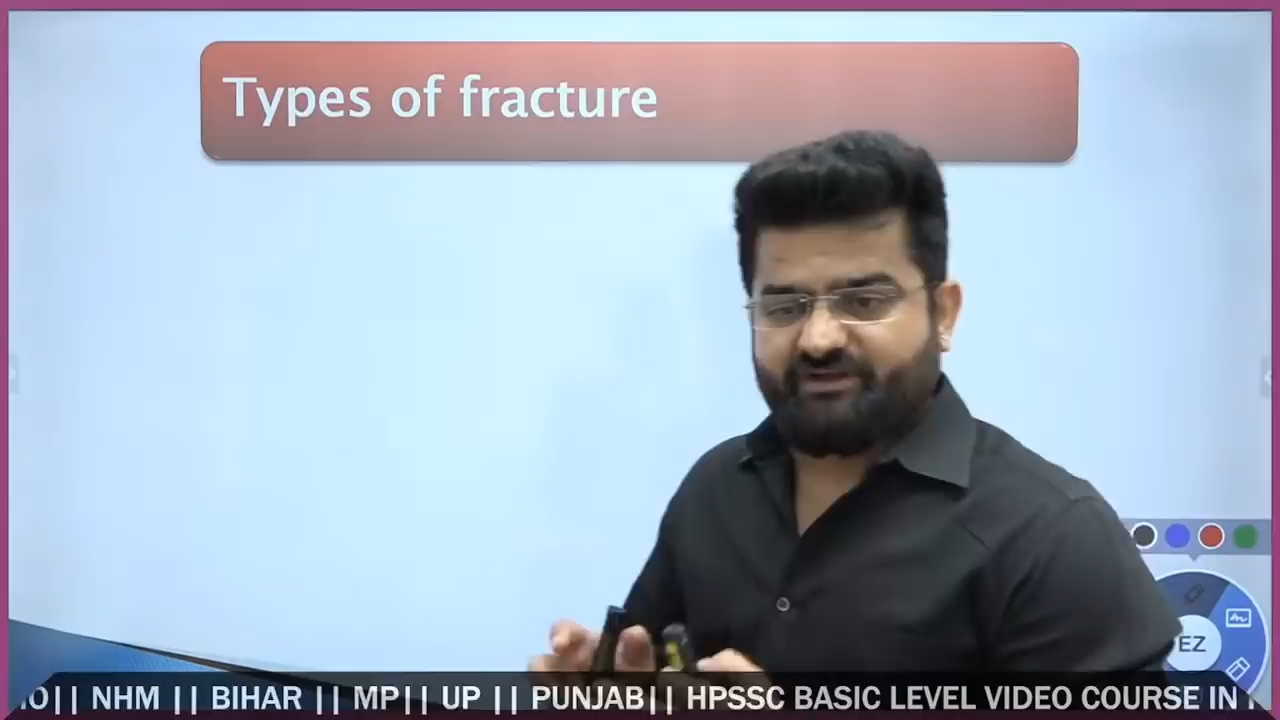 Types of fracture
EZ
|| NHM || BIHAR || MP|| UP || PUNJAB|| HPSSC BASIC LEVEL VIDEO COURSE IN